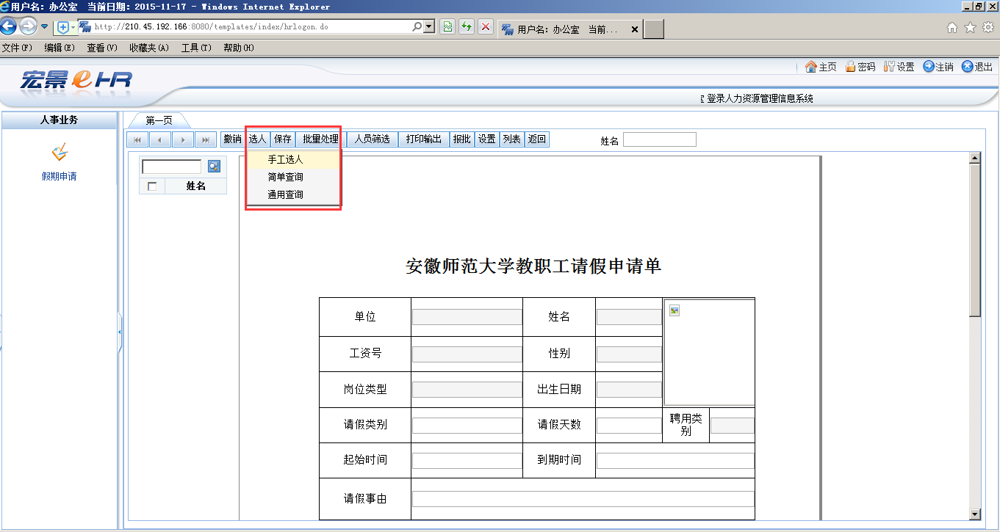 用户名: 办公室  当前日期: 2015-11-17 - Windows Internet Explorer
http://210.45.192.166:8080/templates/index/hrlogon.do
用户名: 办公室  当前...
文件(F) 编辑(E) 查看(V) 收藏夹(A) 工具(T) 帮助(H)
主页 密码 设置 注销 退出
宏景eHR
登录人力资源管理信息系统
人事业务
第一页
撤销 选人 保存 批量处理 人员筛选 打印输出 报批 设置 列表 返回
姓名
手工选人
简单查询
通用查询
假期申请
姓名
安徽师范大学教职工请假申请单
单位 姓名
工资号 性别
岗位类型 出生日期
请假类别 请假天数 聘用类
别
起始时间 到期时间
请假事由